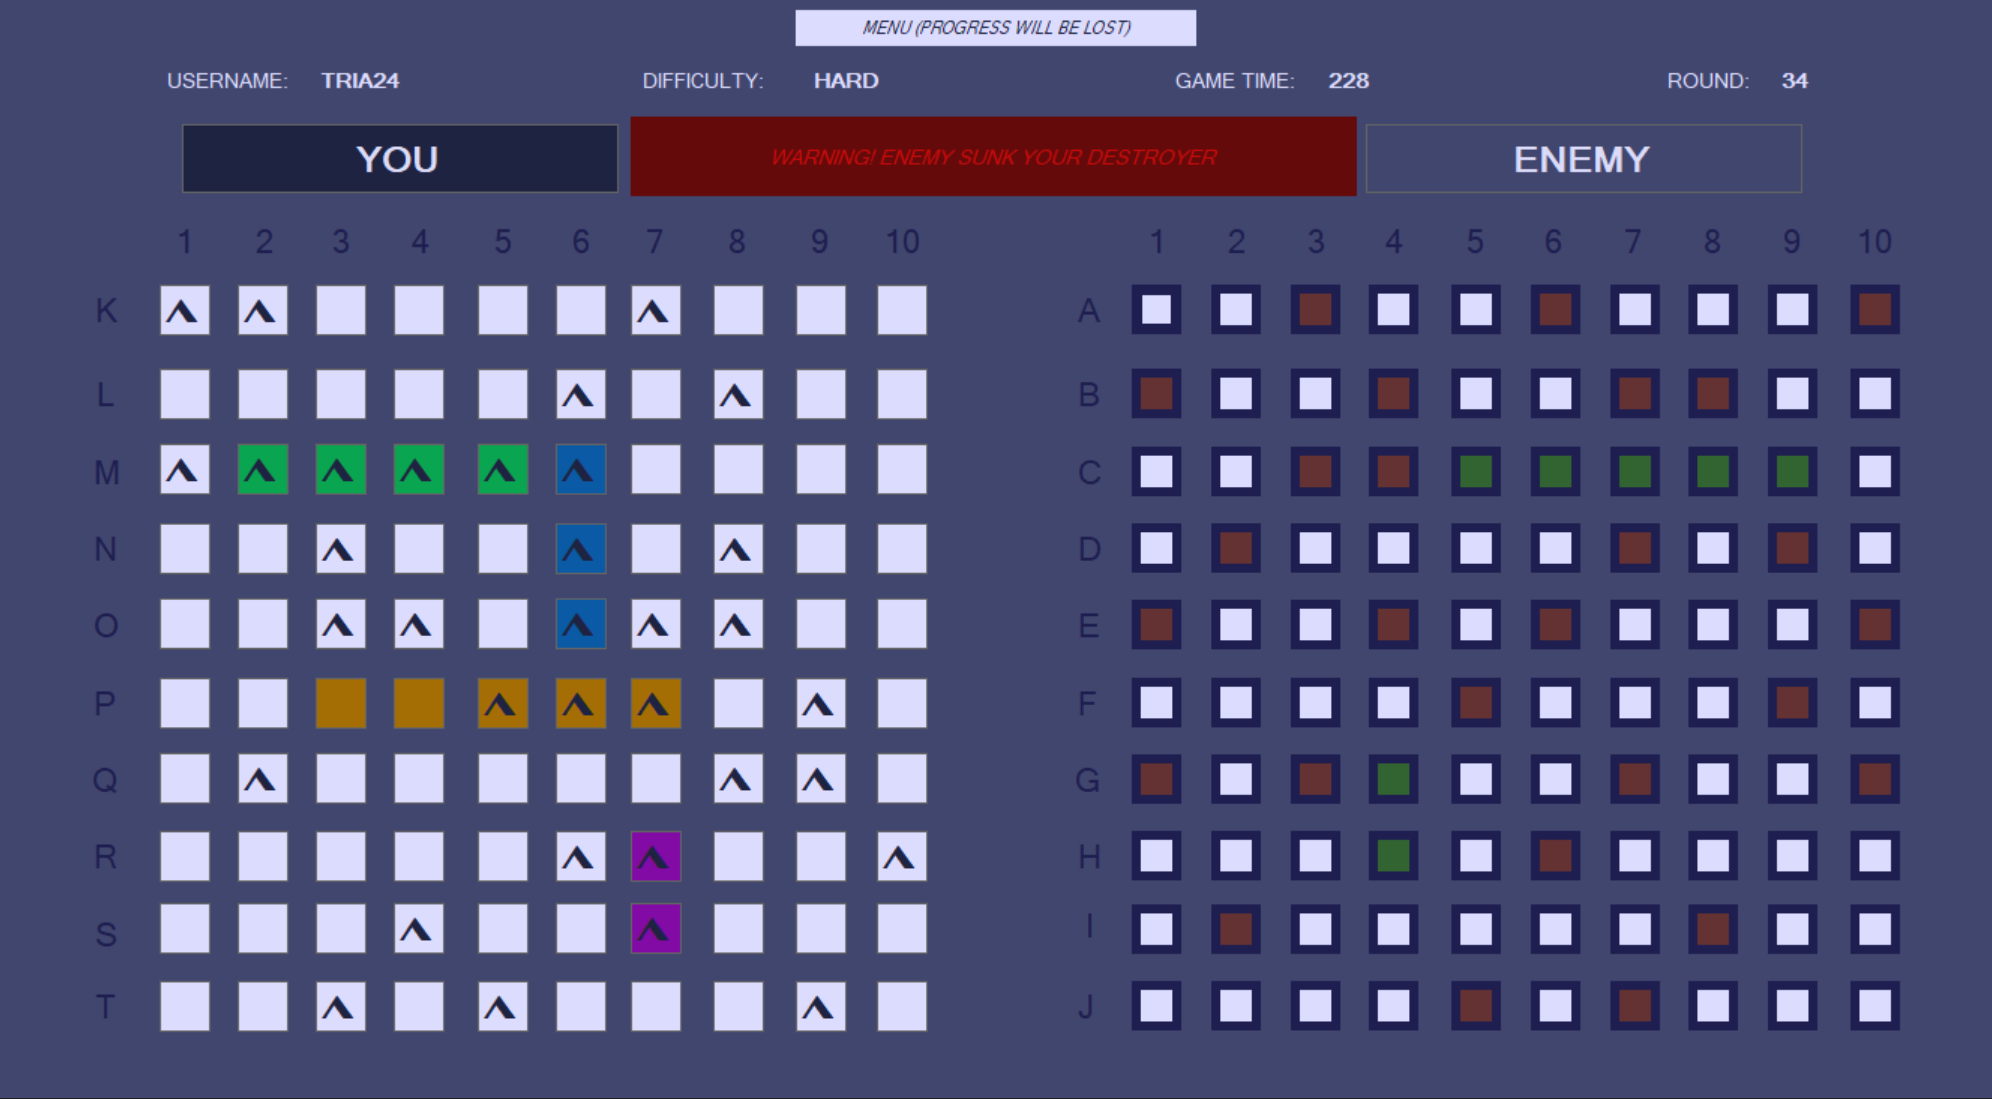 MENU (PROGRESS WILL BE LOST)
USERNAME: TRIA24 DIFFICULTY: HARD GAME TIME: 228 ROUND: 34
YOU WARNING! ENEMY SUNK YOUR DESTROYER ENEMY
1 2 3 4 5 6 7 8 9 10 1 2 3 4 5 6 7 8 9 10
K A
L B
M C
N D
O E
P F
Q G
R H
S I
T J